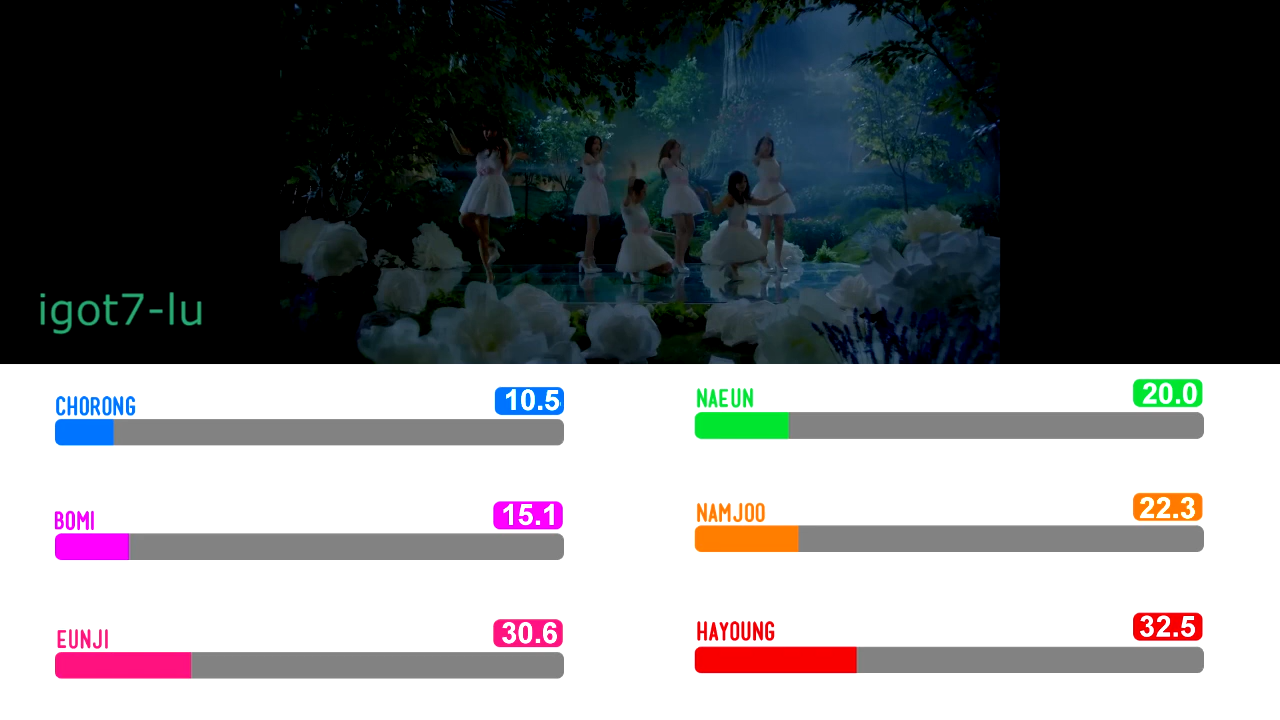 igot7-lu
CHORONG 10.5
NAEUN 20.0
BOMI 15.1
NAMJOO 22.3
EUNJI 30.6
HAYOUNG 32.5